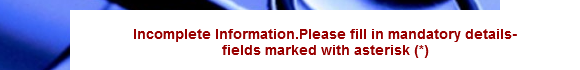 Incomplete Information.Please fill in mandatory details-
fields marked with asterisk (*)